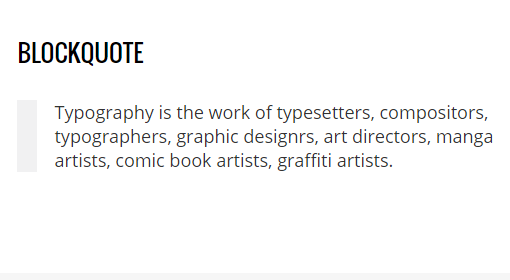 BLOCKQUOTE
Typography is the work of typesetters, compositors,
typographers, graphic designrs, art directors, manga
artists, comic book artists, graffiti artists.